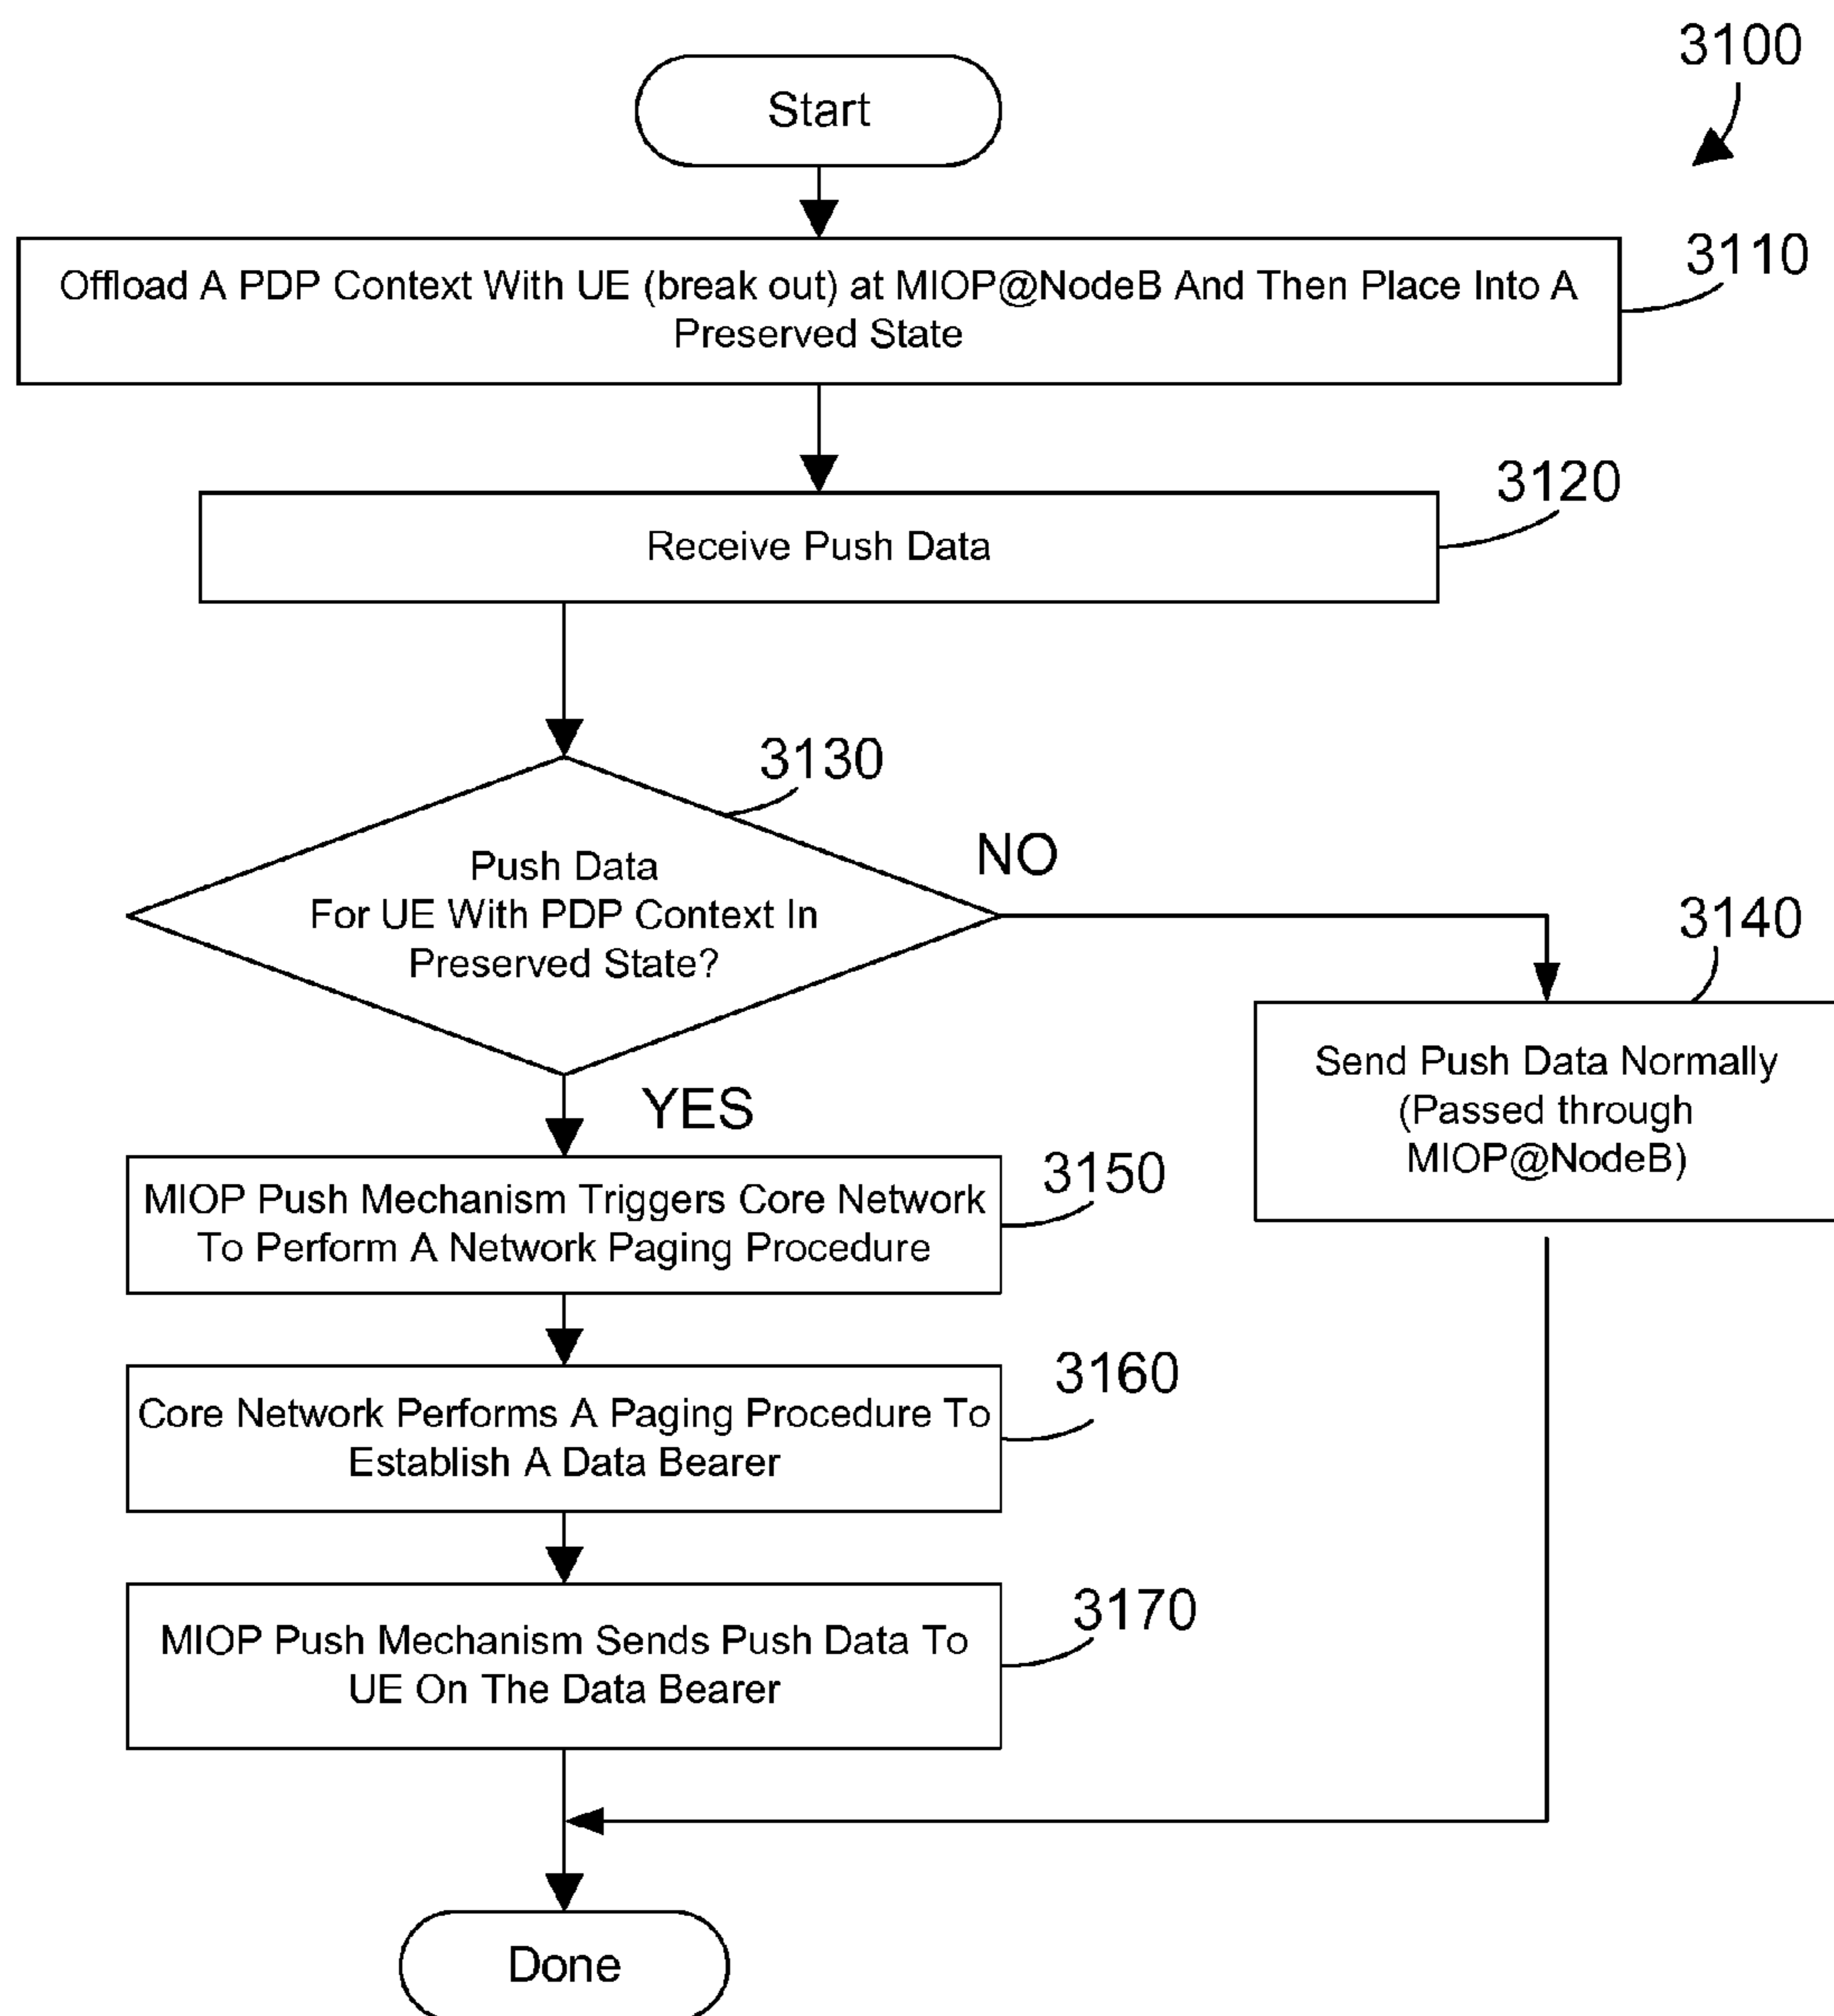 3100
Start
3110
Offload A PDP Context With UE (break out) at MIOP@NodeB And Then Place Into A
Preserved State
3120
Receive Push Data
3130
Push Data
For UE With PDP Context In
Preserved State?
NO
3140
Send Push Data Normally
(Passed through
MIOP@NodeB)
YES
3150
MIOP Push Mechanism Triggers Core Network
To Perform A Network Paging Procedure
3160
Core Network Performs A Paging Procedure To
Establish A Data Bearer
3170
MIOP Push Mechanism Sends Push Data To
UE On The Data Bearer
Done